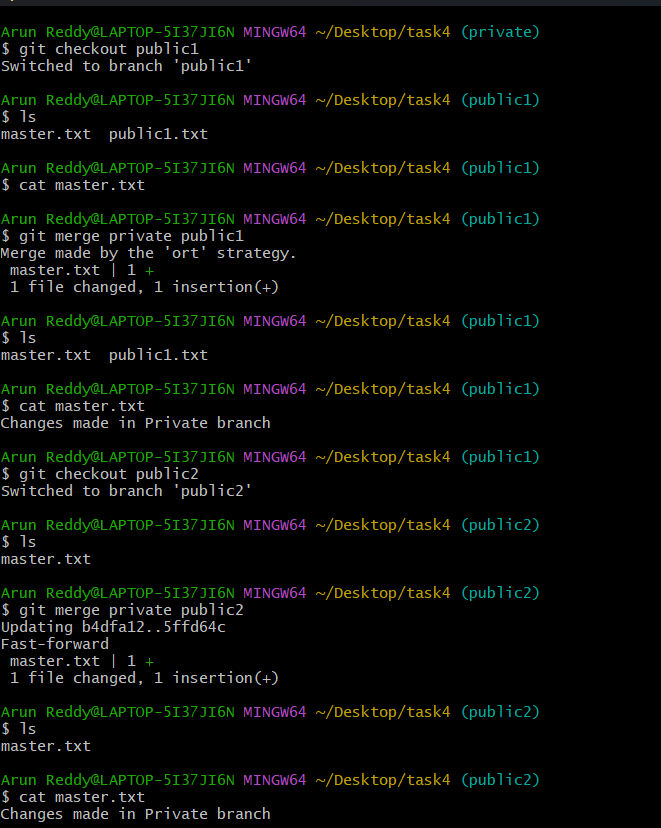 Arun Reddy@LAPTOP-5I37JI6N MINGW64 ~/Desktop/task4 (private)
$ git checkout public1
Switched to branch 'public1'
Arun Reddy@LAPTOP-5I37JI6N MINGW64 ~/Desktop/task4 (public1)
$ ls
master.txt  public1.txt
Arun Reddy@LAPTOP-5I37JI6N MINGW64 ~/Desktop/task4 (public1)
$ cat master.txt
Arun Reddy@LAPTOP-5I37JI6N MINGW64 ~/Desktop/task4 (public1)
$ git merge private public1
Merge made by the 'ort' strategy.
 master.txt | 1 +
 1 file changed, 1 insertion(+)
Arun Reddy@LAPTOP-5I37JI6N MINGW64 ~/Desktop/task4 (public1)
$ ls
master.txt  public1.txt
Arun Reddy@LAPTOP-5I37JI6N MINGW64 ~/Desktop/task4 (public1)
$ cat master.txt
Changes made in Private branch
Arun Reddy@LAPTOP-5I37JI6N MINGW64 ~/Desktop/task4 (public1)
$ git checkout public2
Switched to branch 'public2'
Arun Reddy@LAPTOP-5I37JI6N MINGW64 ~/Desktop/task4 (public2)
$ ls
master.txt
Arun Reddy@LAPTOP-5I37JI6N MINGW64 ~/Desktop/task4 (public2)
$ git merge private public2
Updating b4dfa12..5ffd64c
Fast-forward
 master.txt | 1 +
 1 file changed, 1 insertion(+)
Arun Reddy@LAPTOP-5I37JI6N MINGW64 ~/Desktop/task4 (public2)
$ ls
master.txt
Arun Reddy@LAPTOP-5I37JI6N MINGW64 ~/Desktop/task4 (public2)
$ cat master.txt
Changes made in Private branch